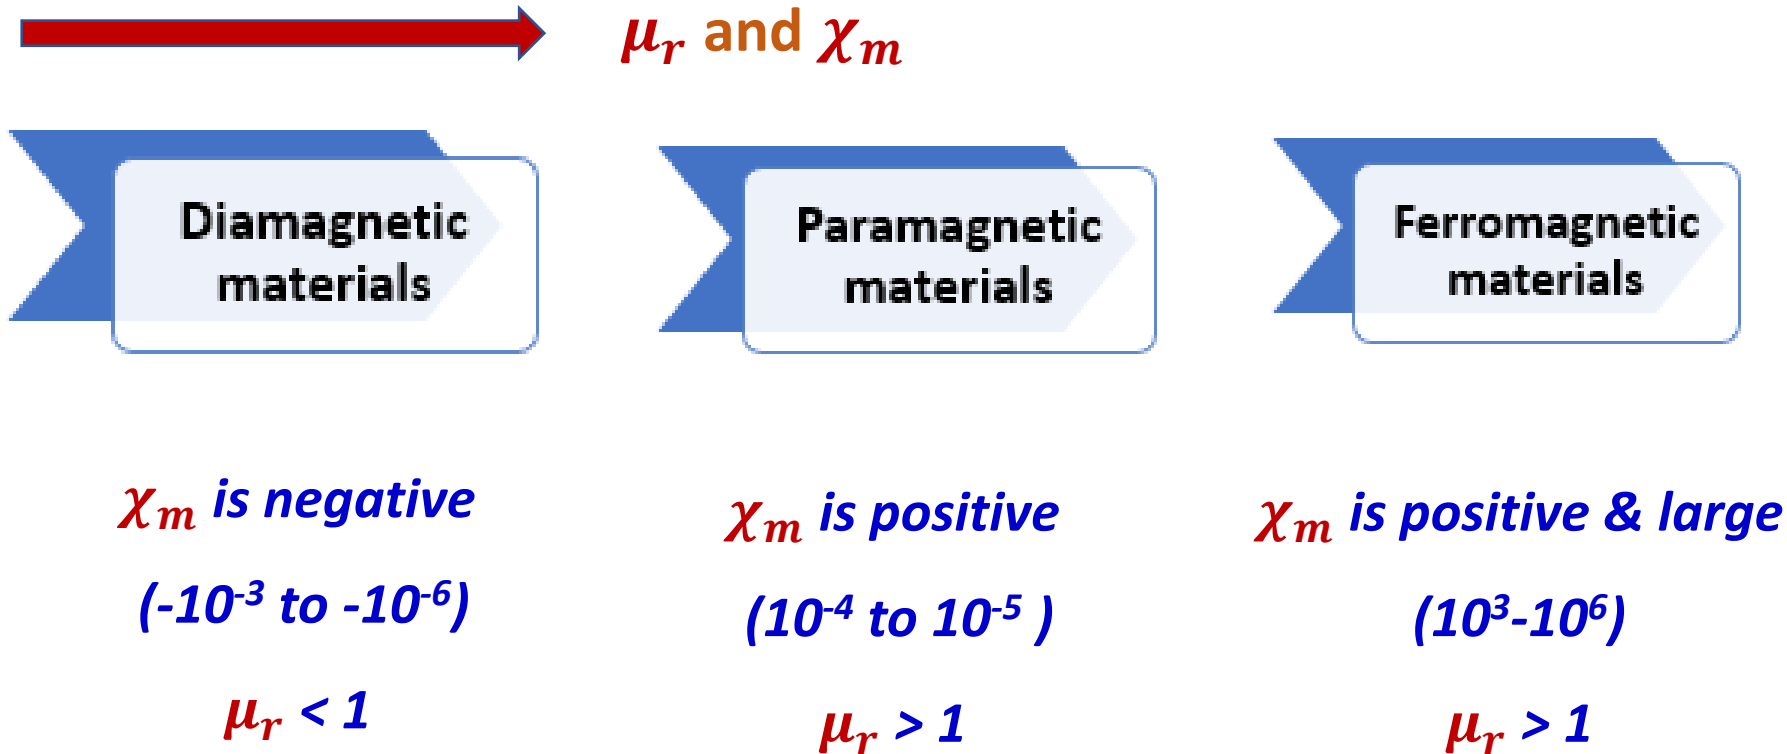 μᵣ and χₘ
Diamagnetic
materials
Paramagnetic
materials
Ferromagnetic
materials
χₘ is negative
(-10⁻³ to -10⁻⁶)
μᵣ < 1
χₘ is positive
(10⁻⁴ to 10⁻⁵ )
μᵣ > 1
χₘ is positive & large
(10³-10⁶)
μᵣ > 1